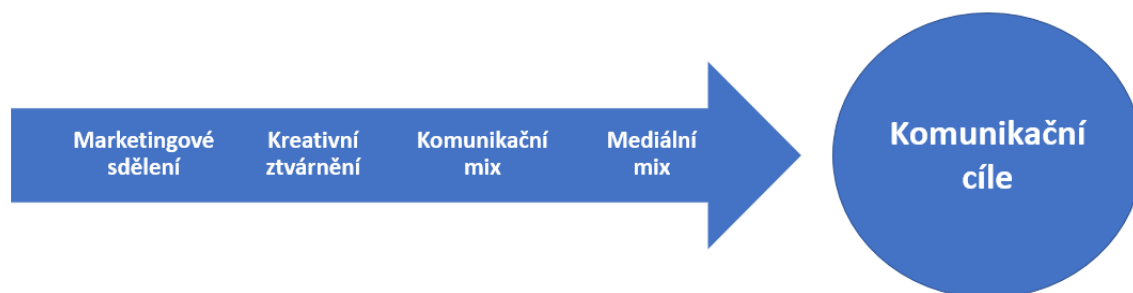 Marketingové
sdělení
Kreativní
ztvárnění
Komunikační
mix
Mediální
mix
Komunikační
cíle